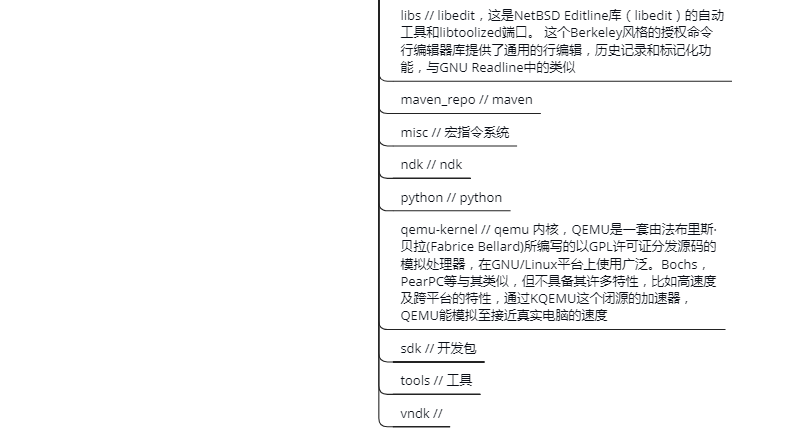 libs // libedit，这是NetBSD Editline库（libedit）的自动
工具和libtoolized端口。 这个Berkeley风格的授权命令
行编辑器库提供了通用的行编辑，历史记录和标记化功
能，与GNU Readline中的类似
maven_repo // maven
misc // 宏指令系统
ndk // ndk
python // python
qemu-kernel // qemu 内核，QEMU是一套由法布里斯·
贝拉(Fabrice Bellard)所编写的以GPL许可证分发源码的
模拟处理器，在GNU/Linux平台上使用广泛。Bochs，
PearPC等与其类似，但不具备其许多特性，比如高速度
及跨平台的特性，通过KQEMU这个闭源的加速器，
QEMU能模拟至接近真实电脑的速度
sdk // 开发包
tools // 工具
vndk //